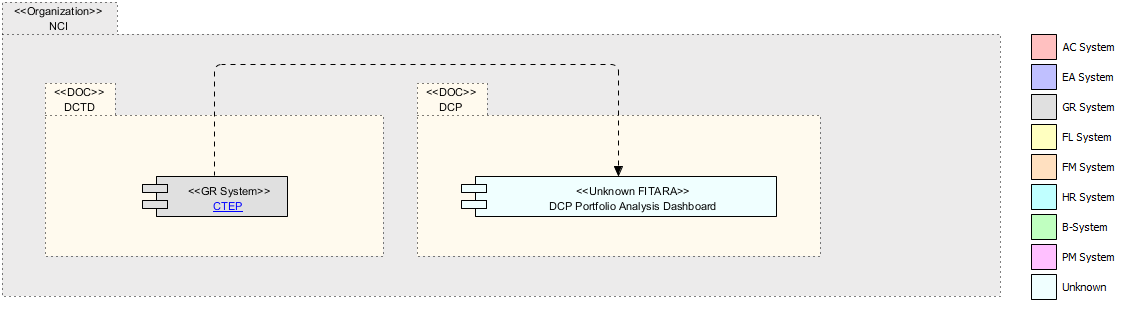 <<Organization>>
NCI
<<DOC>>
DCTD
<<GR System>>
CTEP
<<DOC>>
DCP
<<Unknown FITARA>>
DCP Portfolio Analysis Dashboard
AC System
EA System
GR System
FL System
FM System
HR System
B-System
PM System
Unknown